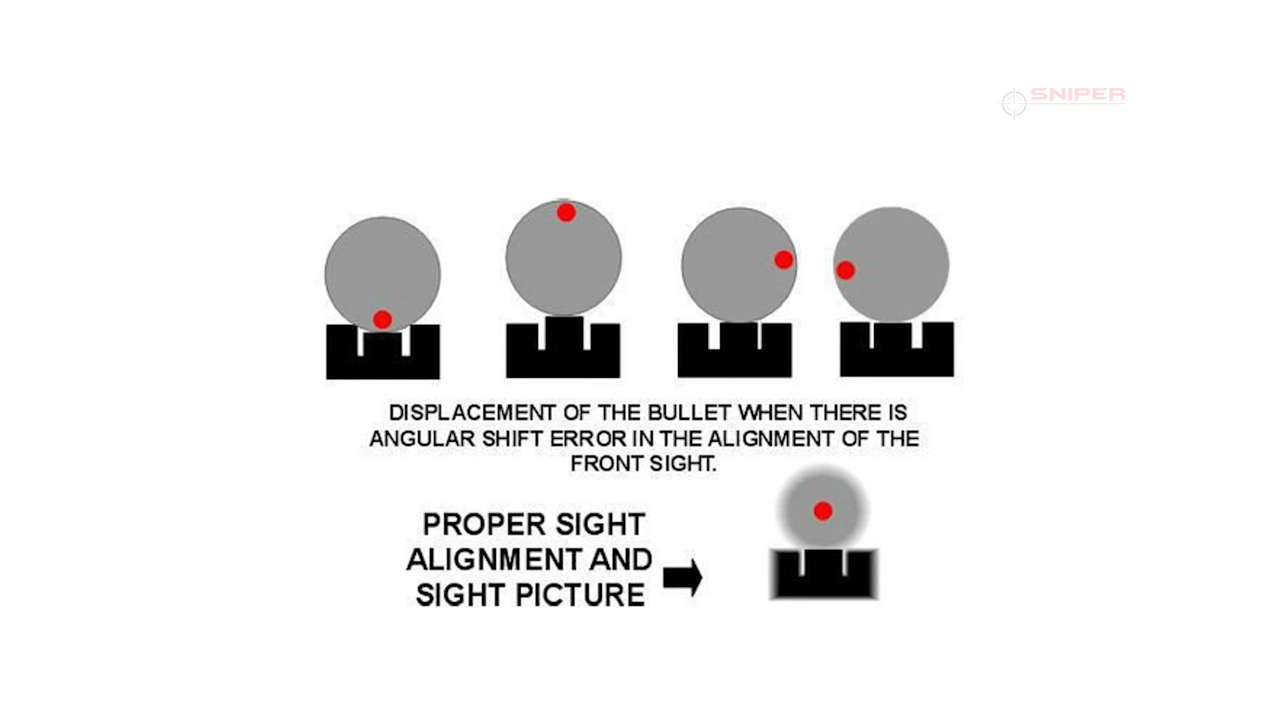 SNIPER
DISPLACEMENT OF THE BULLET WHEN THERE IS
ANGULAR SHIFT ERROR IN THE ALIGNMENT OF THE
FRONT SIGHT.
PROPER SIGHT
ALIGNMENT AND
SIGHT PICTURE